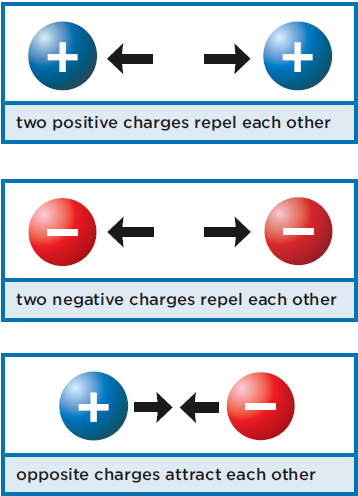 + +
two positive charges repel each other
− −
two negative charges repel each other
+ −
opposite charges attract each other